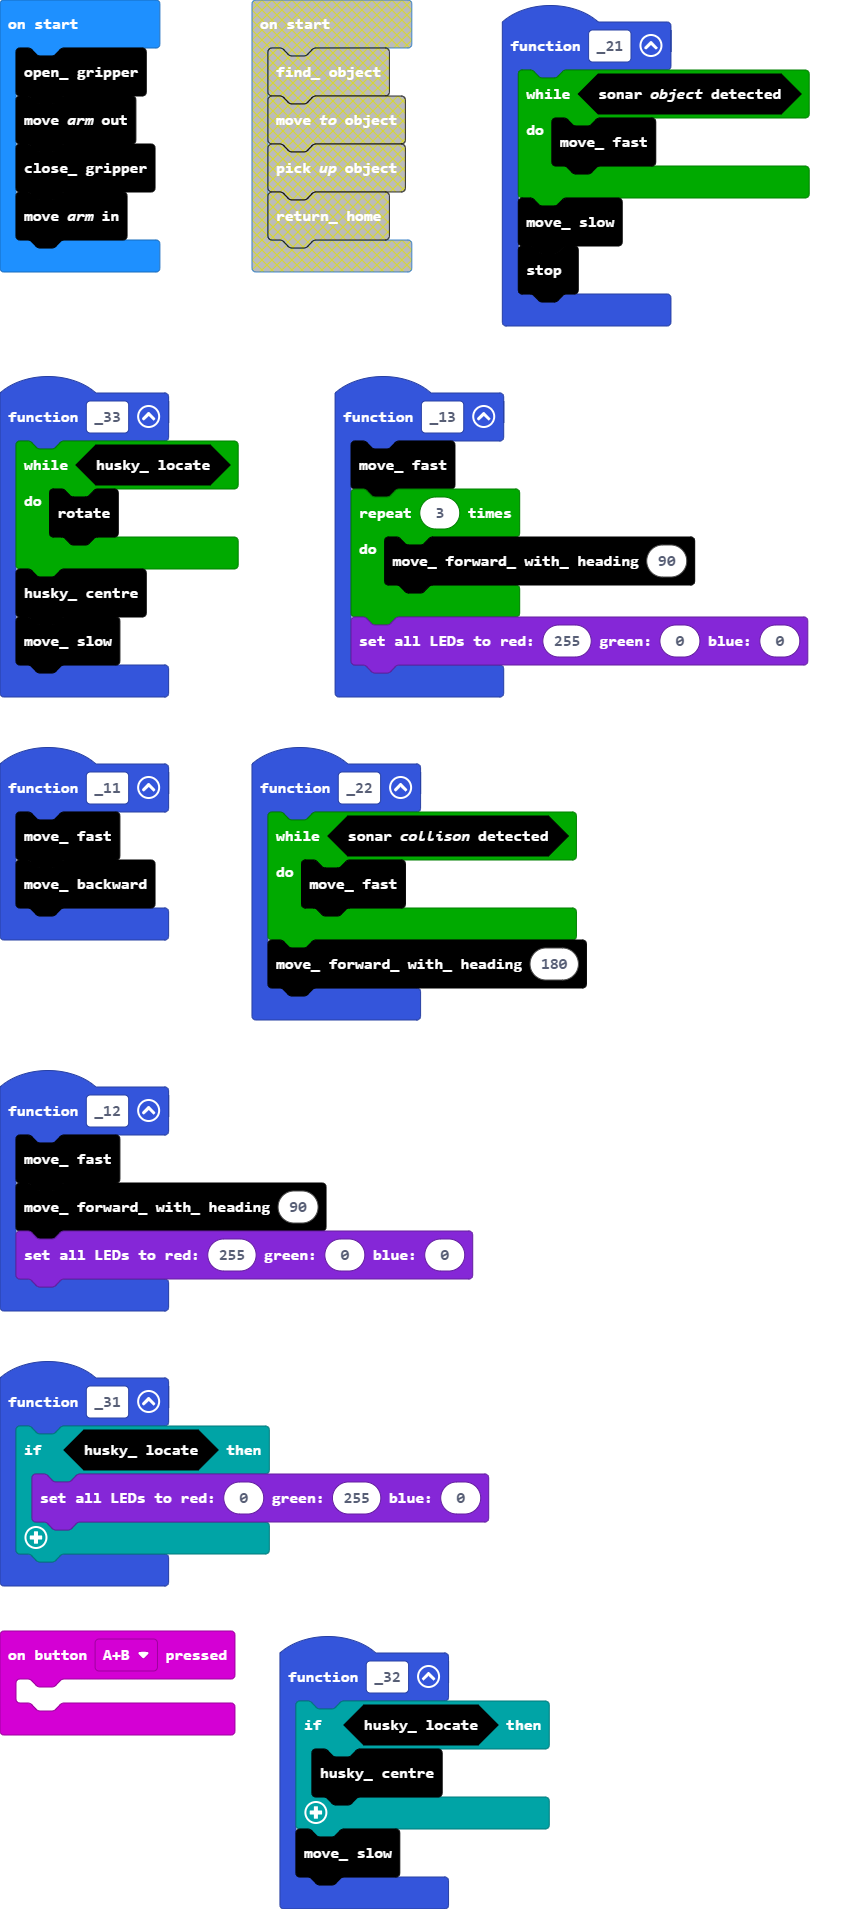 on start
open_ gripper
move arm out
close_ gripper
move arm in
on start
find_ object
move to object
pick up object
return_ home
function _21
while sonar object detected
do
move_ fast
move_ slow
stop
function _33
while husky_ locate
do
rotate
husky_ centre
move_ slow
function _13
move_ fast
repeat 3 times
do
move_ forward_ with_ heading 90
set all LEDs to red: 255 green: 0 blue: 0
function _11
move_ fast
move_ backward
function _22
while sonar collison detected
do
move_ fast
move_ forward_ with_ heading 180
function _12
move_ fast
move_ forward_ with_ heading 90
set all LEDs to red: 255 green: 0 blue: 0
function _31
if husky_ locate then
set all LEDs to red: 0 green: 255 blue: 0
on button A+B pressed
function _32
if husky_ locate then
husky_ centre
move_ slow